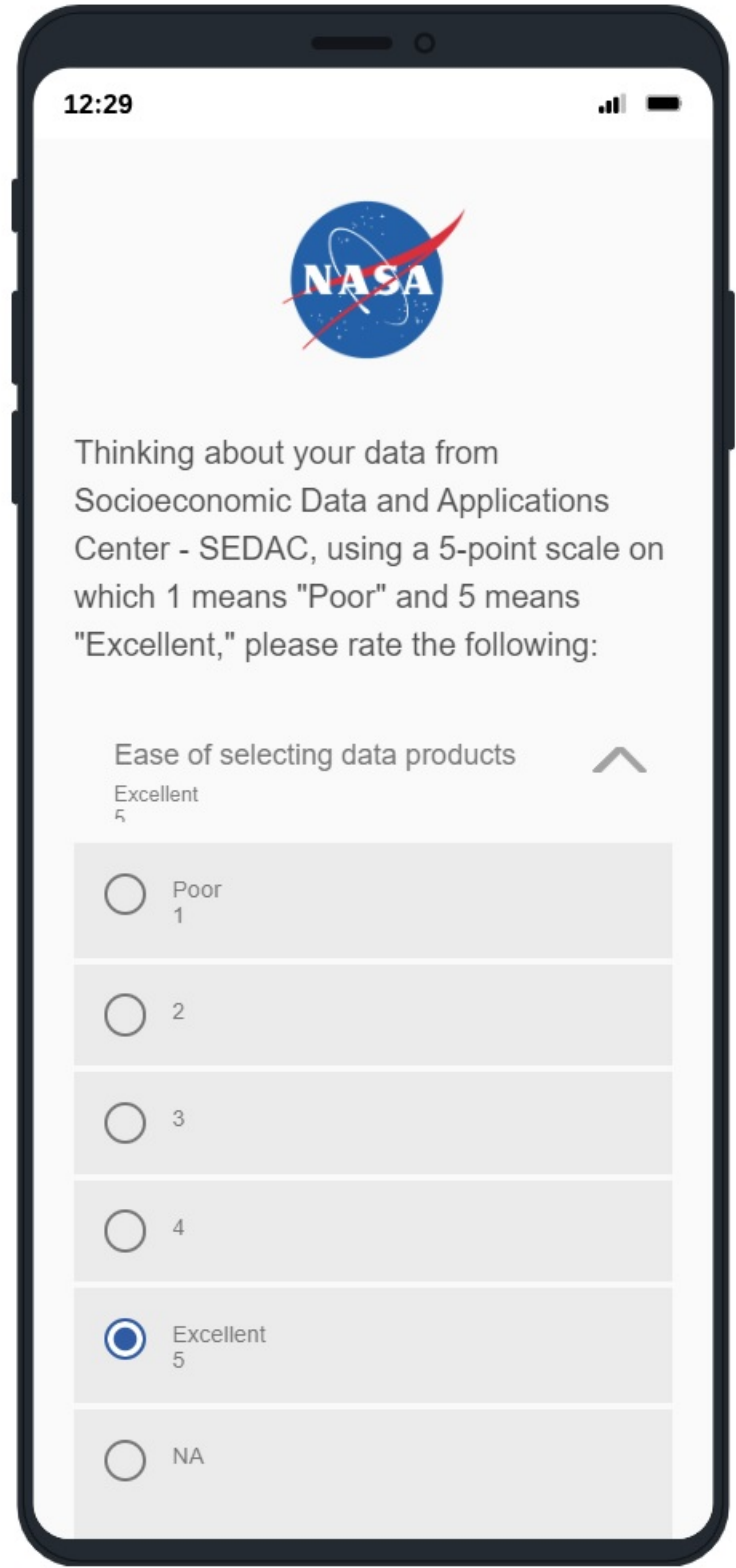 12:29
NASA
Thinking about your data from
Socioeconomic Data and Applications
Center - SEDAC, using a 5-point scale on
which 1 means "Poor" and 5 means
"Excellent," please rate the following:
Ease of selecting data products
Excellent
5
Poor
1
2
3
4
Excellent
5
NA